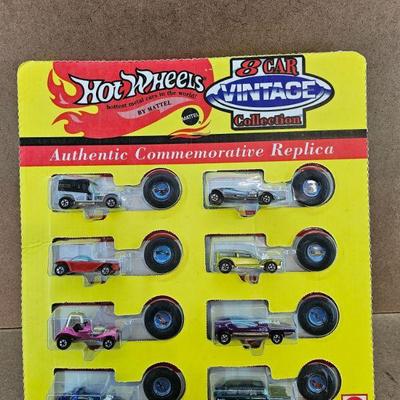 Hot Wheels
hottest metal cars in the world!
BY MATTEL
MATTEL
8 CAR
VINTAGE
Collection
Authentic Commemorative Replica